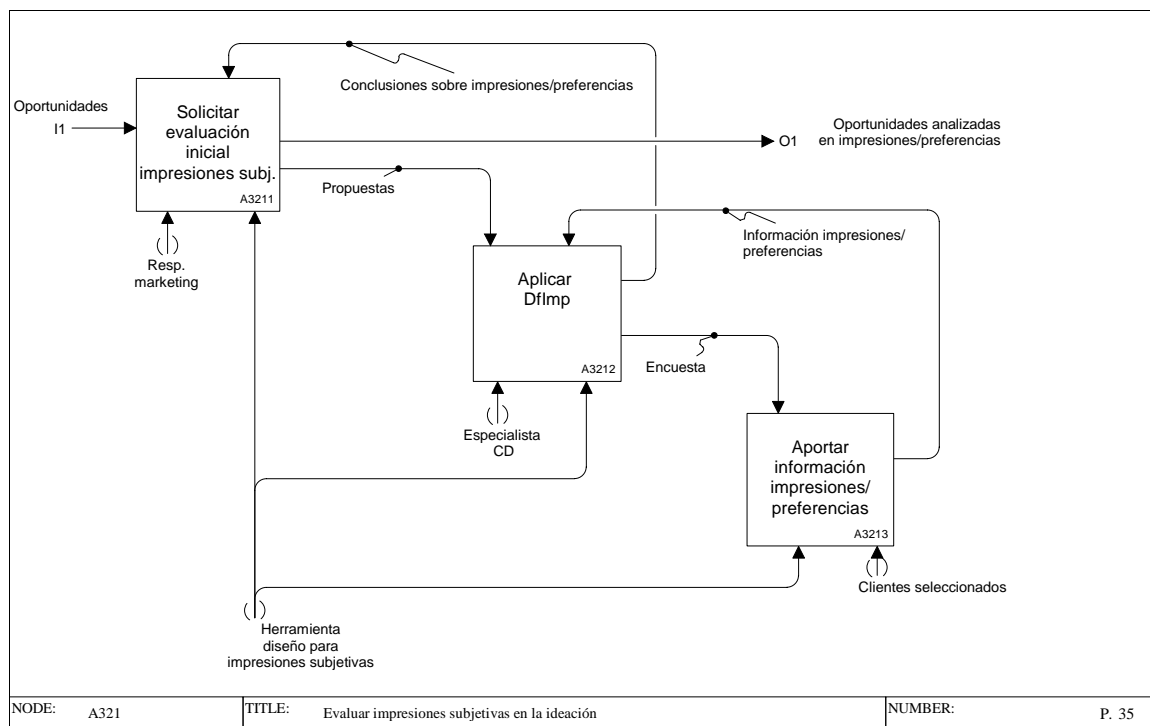 Conclusiones sobre impresiones/preferencias
Oportunidades
I1
Solicitar
evaluación
inicial
impresiones subj.
A3211
O1
Oportunidades analizadas
en impresiones/preferencias
Propuestas
Resp.
marketing
Información impresiones/
preferencias
Aplicar
DfImp
A3212
Encuesta
Especialista
CD
Aportar
información
impresiones/
preferencias
A3213
Clientes seleccionados
Herramienta
diseño para
impresiones subjetivas
NODE: A321 TITLE: Evaluar impresiones subjetivas en la ideación NUMBER: P. 35